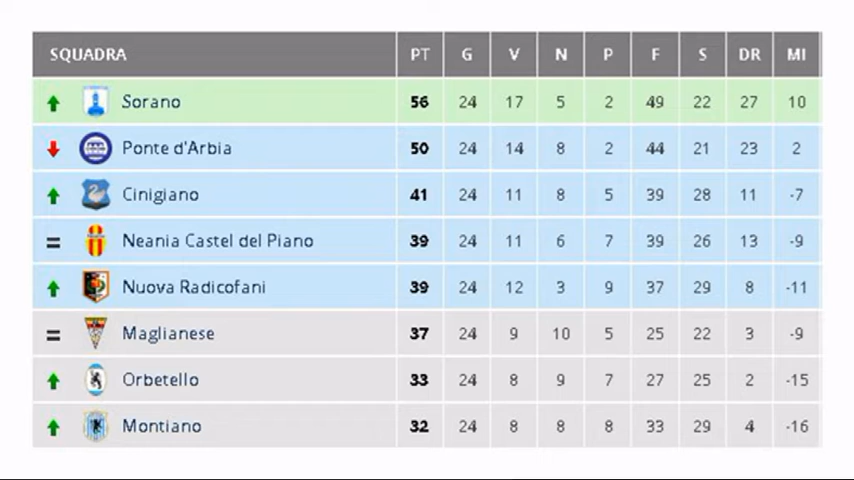 SQUADRA PT G V N P F S DR MI
Sorano 56 24 17 5 2 49 22 27 10
Ponte d'Arbia 50 24 14 8 2 44 21 23 2
Cinigiano 41 24 11 8 5 39 28 11 -7
Neania Castel del Piano 39 24 11 6 7 39 26 13 -9
Nuova Radicofani 39 24 12 3 9 37 29 8 -11
Maglianese 37 24 9 10 5 25 22 3 -9
Orbetello 33 24 8 9 7 27 25 2 -15
Montiano 32 24 8 8 8 33 29 4 -16